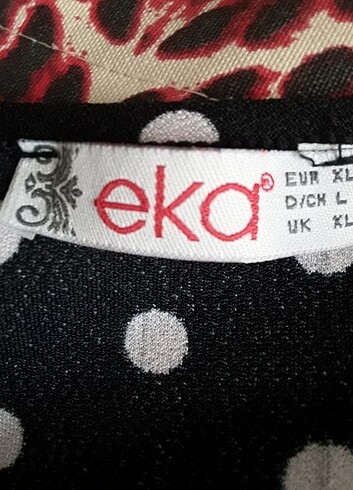 eka®
EUR XL
D/CH L
UK XL